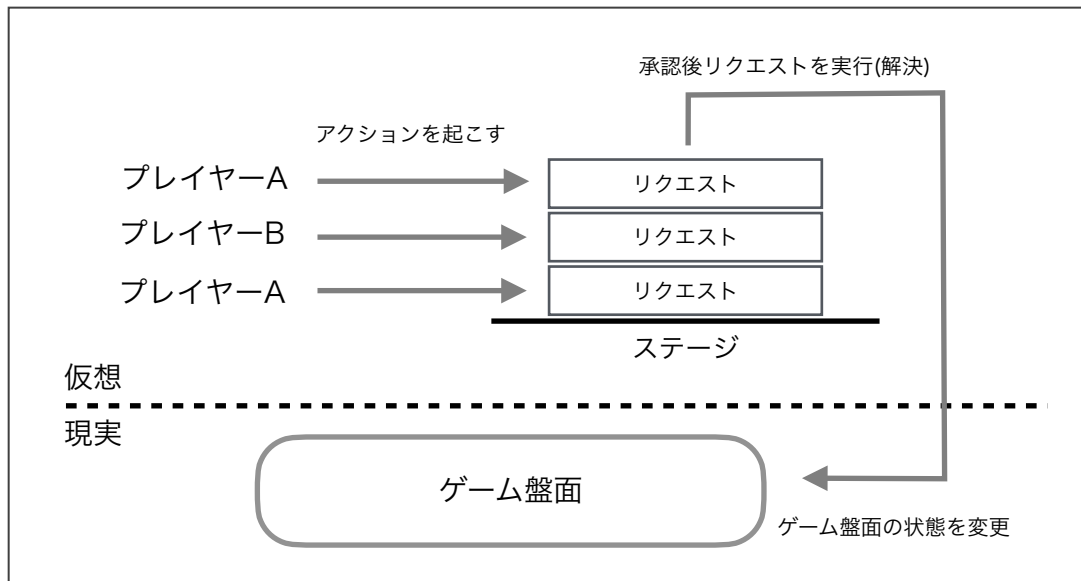 承認後リクエストを実行(解決)
アクションを起こす
プレイヤーA
リクエスト
プレイヤーB
リクエスト
プレイヤーA
リクエスト
ステージ
仮想
現実
ゲーム盤面
ゲーム盤面の状態を変更